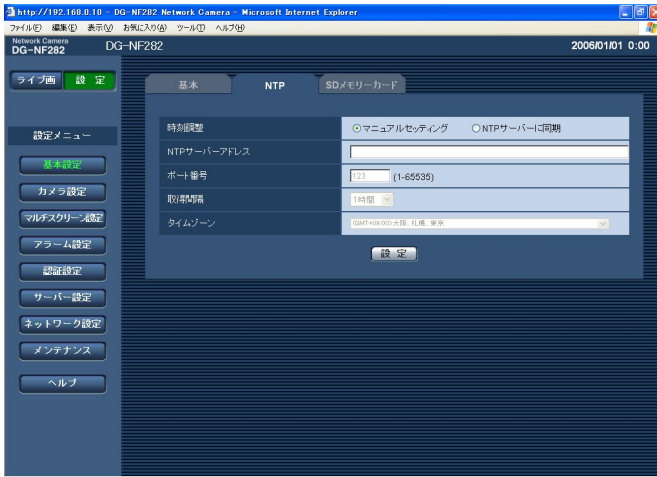 http://192.168.0.10 - DG-NF282 Network Camera - Microsoft Internet Explorer
ファイル(F) 編集(E) 表示(V) お気に入り(A) ツール(T) ヘルプ(H)
Network Camera
DG-NF282
DG-NF282
2006/01/01 0:00
ライブ画 設 定
基本 NTP SDメモリーカード
設定メニュー
基本設定
カメラ設定
マルチスクリーン設定
アラーム設定
認証設定
サーバー設定
ネットワーク設定
メンテナンス
ヘルプ
時刻調整 マニュアルセッティング NTPサーバーに同期
NTPサーバーアドレス
ポート番号 123 (1-65535)
取得間隔 1時間
タイムゾーン (GMT+09:00)大阪、札幌、東京
設 定